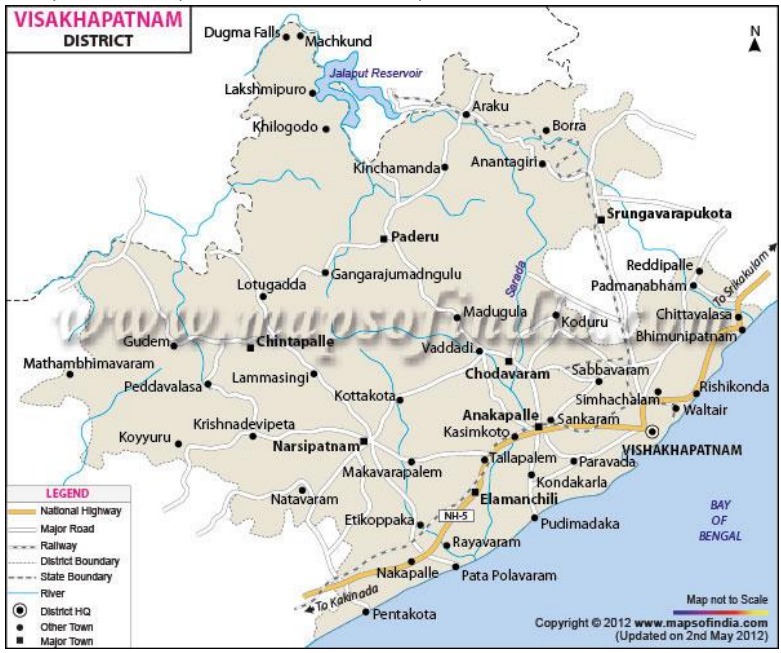 VISAKHAPATNAM
DISTRICT
N
Dugma Falls
Machkund
Jalaput Reservoir
Lakshmipuro
Khilogodo
Araku
Borra
Kinchamanda
Anantagiri
Srungavarapukota
Paderu
Reddipalle
Gangarajumadngulu
Padmanabham
To Srikakulam
Lotugadda
Sarada
Madugula
Koduru
Chittavalasa
www.mapsofindia.com
Bhimunipatnam
Gudem
Chintapalle
Vaddadi
Mathambhimavaram
Chodavaram
Sabbavaram
Peddavalasa
Lammasingi
Simhachalam
Rishikonda
Kottakota
Waltair
Anakapalle
Sankaram
Krishnadevipeta
Kasimkoto
Koyyuru
Narsipatnam
VISHAKHAPATNAM
Makavarapalem
Tallapalem
Paravada
Kondakarla
Natavaram
Elamanchili
NH-5
Etikoppaka
Pudimadaka
BAY
OF
BENGAL
Rayavaram
Nakapalle
Pata Polavaram
To Kakinada
Pentakota
LEGEND
National Highway
Major Road
Railway
District Boundary
State Boundary
River
District HQ
Other Town
Major Town
Map not to Scale
Copyright © 2012 www.mapsofindia.com
(Updated on 2nd May 2012)